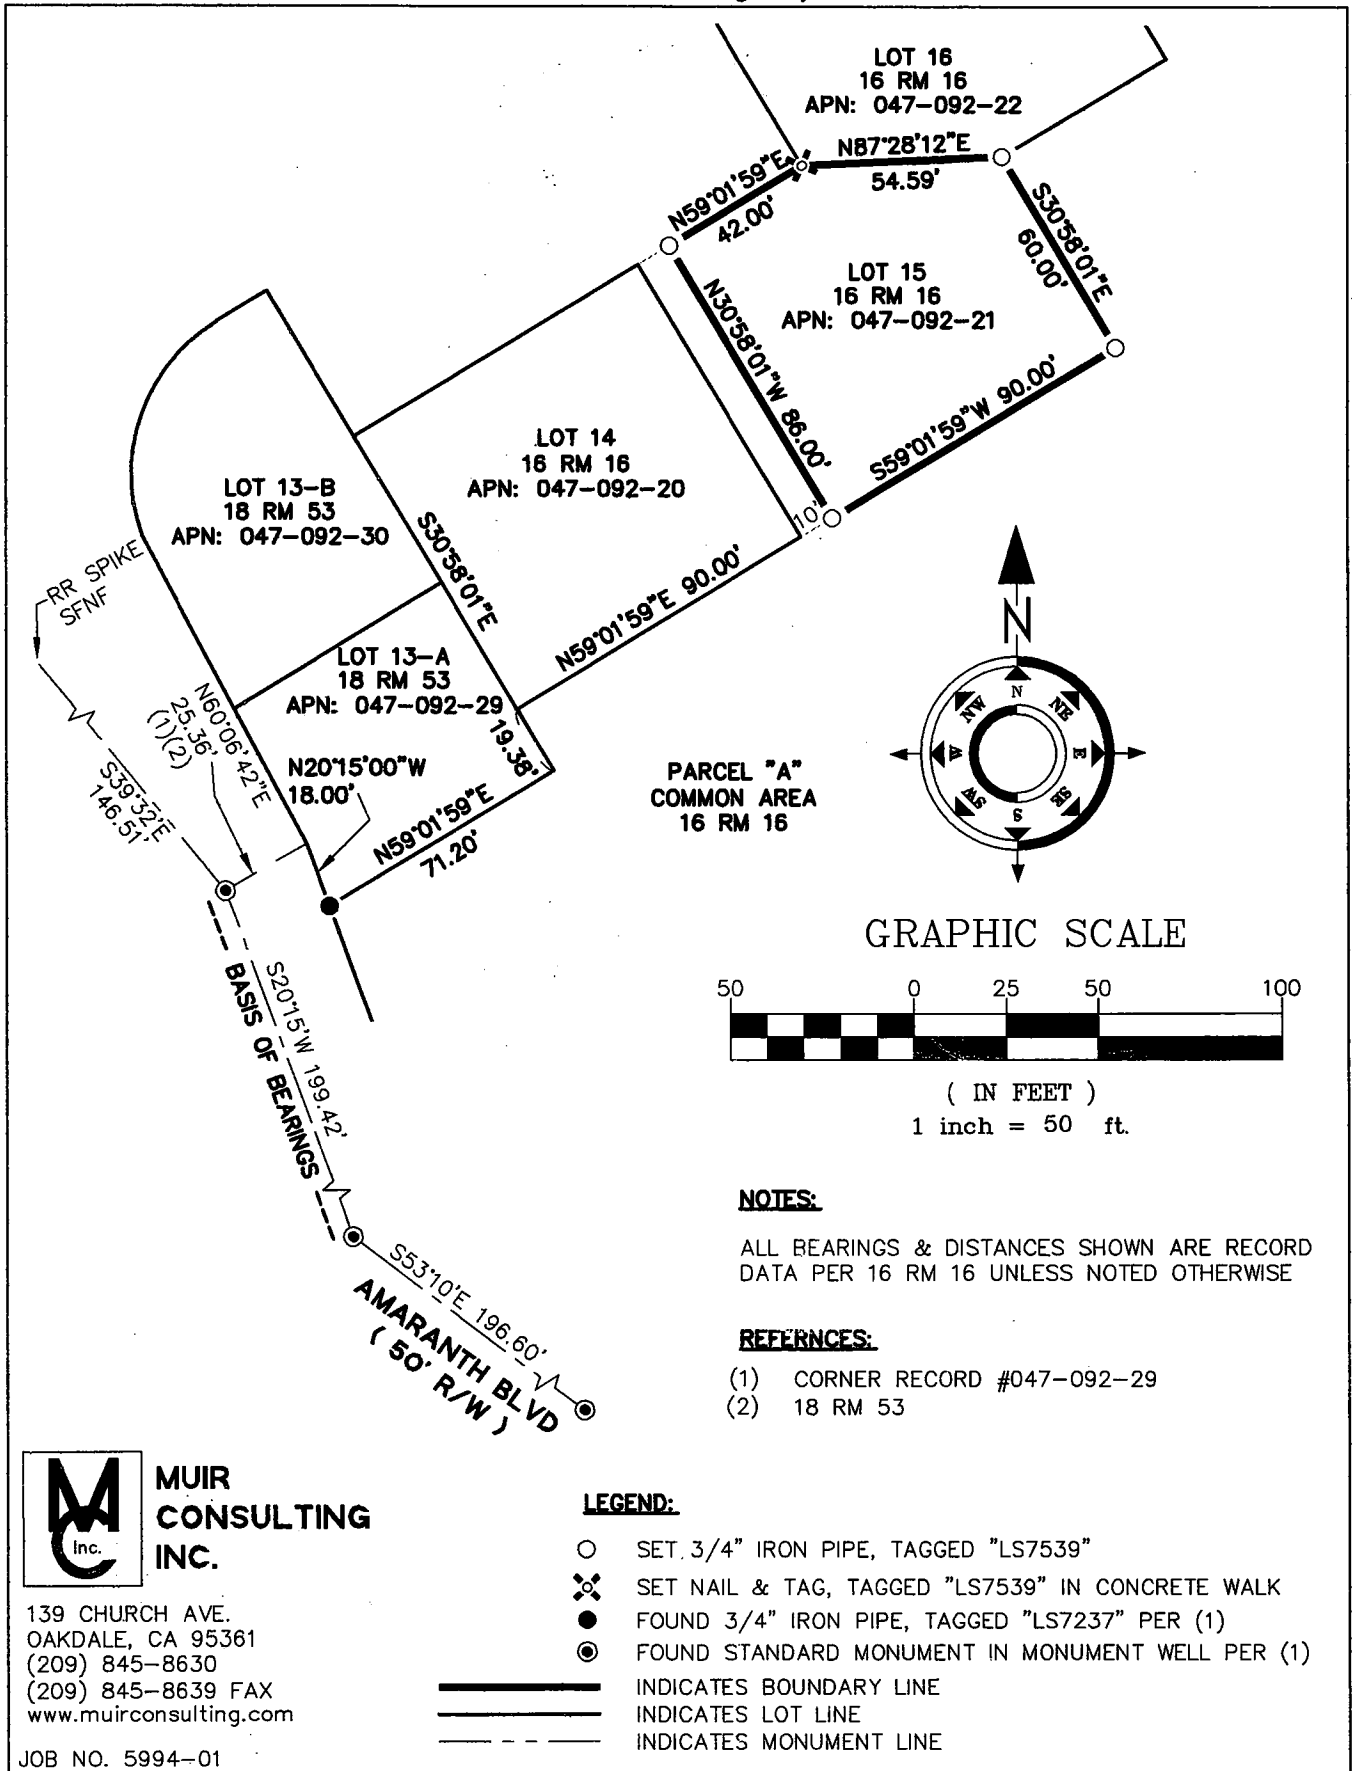 LOT 16
16 RM 16
APN: 047-092-22
N87°28'12"E
54.59'
N59°01'59"E
42.00'
S30°58'01"E
60.00'
LOT 15
16 RM 16
APN: 047-092-21
N30°58'01"W 86.00'
S59°01'59"W 90.00'
10'
LOT 14
16 RM 16
APN: 047-092-20
S30°58'01"E
N59°01'59"E 90.00'
LOT 13-B
18 RM 53
APN: 047-092-30
RR SPIKE
SFNF
LOT 13-A
18 RM 53
APN: 047-092-29
19.38'
N60°06'42"E
25.36'
(1)(2)
N20°15'00"W
18.00'
N59°01'59"E
71.20'
S39°32'E
146.51'
PARCEL "A"
COMMON AREA
16 RM 16
N
N
NE
E
SE
S
SW
W
NW
S20°15'W 199.42'
BASIS OF BEARINGS
S53°10'E 196.60'
AMARANTH BLVD
( 50' R/W )
GRAPHIC SCALE
50 0 25 50 100
( IN FEET )
1 inch = 50 ft.
NOTES:
ALL BEARINGS & DISTANCES SHOWN ARE RECORD
DATA PER 16 RM 16 UNLESS NOTED OTHERWISE
REFERNCES:
(1) CORNER RECORD #047-092-29
(2) 18 RM 53
MC Inc.
MUIR
CONSULTING
INC.
139 CHURCH AVE.
OAKDALE, CA 95361
(209) 845-8630
(209) 845-8639 FAX
www.muirconsulting.com
JOB NO. 5994-01
LEGEND:
SET 3/4" IRON PIPE, TAGGED "LS7539"
SET NAIL & TAG, TAGGED "LS7539" IN CONCRETE WALK
FOUND 3/4" IRON PIPE, TAGGED "LS7237" PER (1)
FOUND STANDARD MONUMENT IN MONUMENT WELL PER (1)
INDICATES BOUNDARY LINE
INDICATES LOT LINE
INDICATES MONUMENT LINE